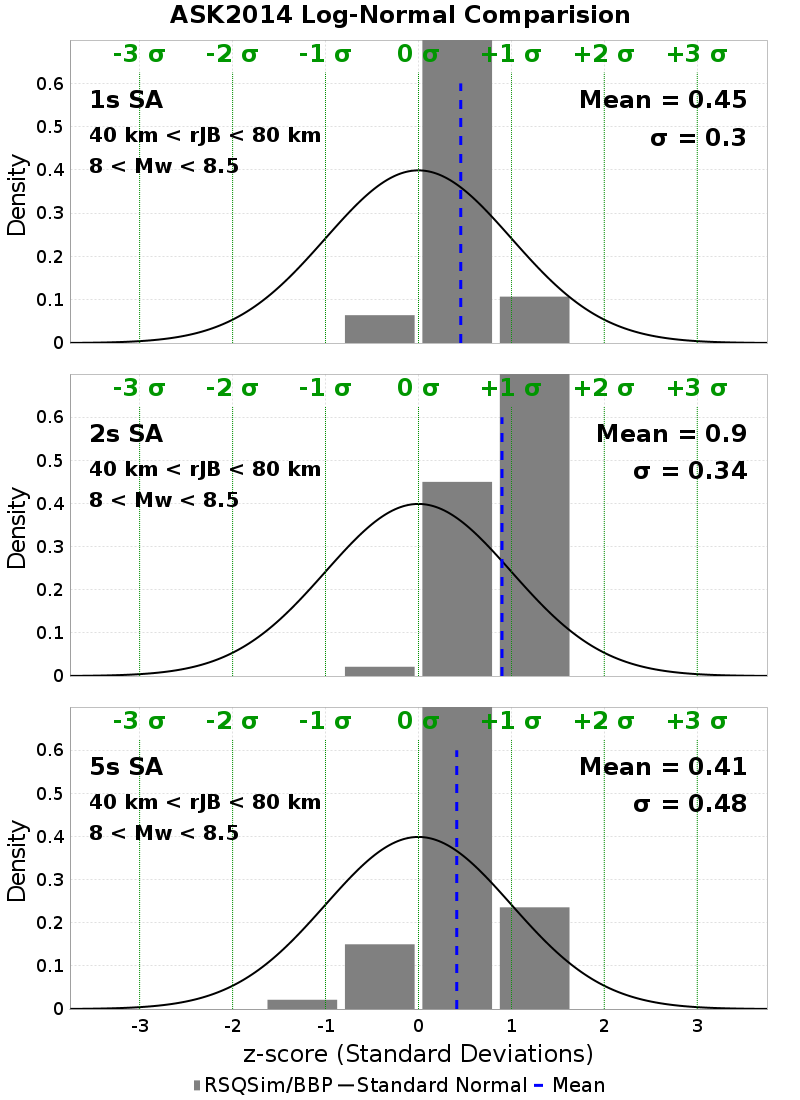 ASK2014 Log-Normal Comparision
-3 σ -2 σ -1 σ 0 σ +1 σ +2 σ +3 σ
1s SA
40 km < rJB < 80 km
8 < Mw < 8.5
Mean = 0.45
σ = 0.3
0.6
0.5
0.4
0.3
0.2
0.1
0
Density
-3 σ -2 σ -1 σ 0 σ +1 σ +2 σ +3 σ
2s SA
40 km < rJB < 80 km
8 < Mw < 8.5
Mean = 0.9
σ = 0.34
0.6
0.5
0.4
0.3
0.2
0.1
0
Density
-3 σ -2 σ -1 σ 0 σ +1 σ +2 σ +3 σ
5s SA
40 km < rJB < 80 km
8 < Mw < 8.5
Mean = 0.41
σ = 0.48
0.6
0.5
0.4
0.3
0.2
0.1
0
Density
-3 -2 -1 0 1 2 3
z-score (Standard Deviations)
RSQSim/BBP Standard Normal Mean